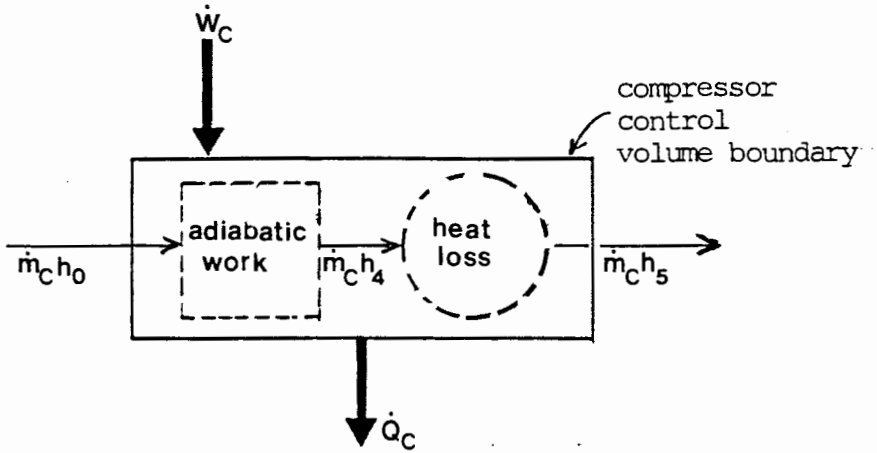 Ẇ_C
compressor
control
volume boundary
adiabatic
work
heat
loss
ṁ_C h_0
ṁ_C h_4
ṁ_C h_5
Q̇_C